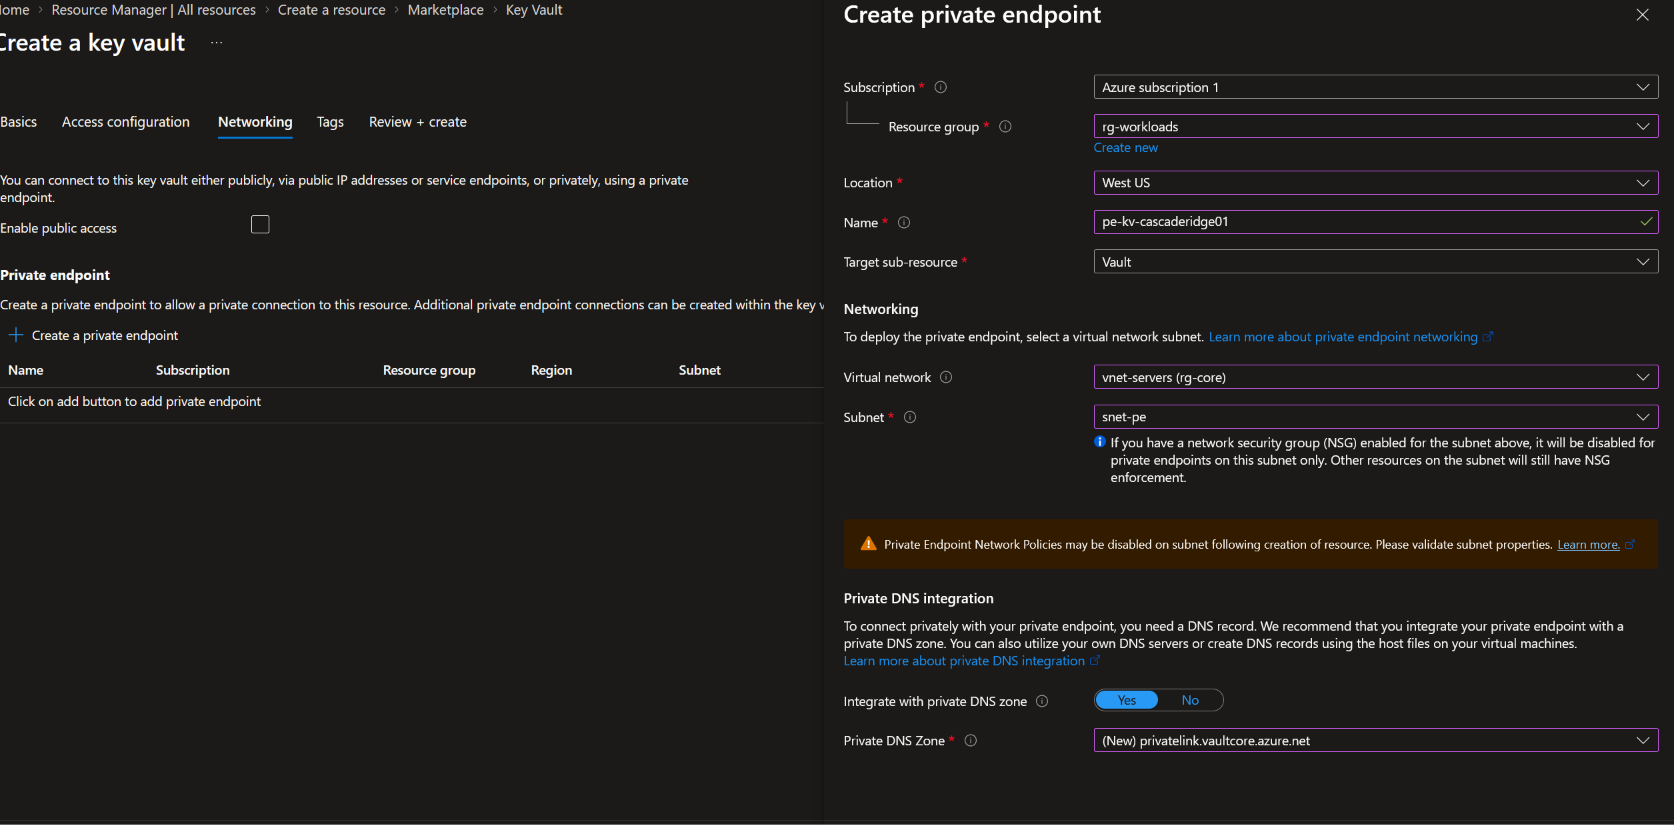 ome > Resource Manager | All resources > Create a resource > Marketplace > Key Vault
Create a key vault ...
Basics Access configuration Networking Tags Review + create
You can connect to this key vault either publicly, via public IP addresses or service endpoints, or privately, using a private
endpoint.
Enable public access
Private endpoint
Create a private endpoint to allow a private connection to this resource. Additional private endpoint connections can be created within the key v
+ Create a private endpoint
Name Subscription Resource group Region Subnet
Click on add button to add private endpoint
Create private endpoint
Subscription * Azure subscription 1
Resource group * rg-workloads
Create new
Location * West US
Name * pe-kv-cascaderidge01
Target sub-resource * Vault
Networking
To deploy the private endpoint, select a virtual network subnet. Learn more about private endpoint networking
Virtual network vnet-servers (rg-core)
Subnet * snet-pe
If you have a network security group (NSG) enabled for the subnet above, it will be disabled for
private endpoints on this subnet only. Other resources on the subnet will still have NSG
enforcement.
Private Endpoint Network Policies may be disabled on subnet following creation of resource. Please validate subnet properties. Learn more.
Private DNS integration
To connect privately with your private endpoint, you need a DNS record. We recommend that you integrate your private endpoint with a
private DNS zone. You can also utilize your own DNS servers or create DNS records using the host files on your virtual machines.
Learn more about private DNS integration
Integrate with private DNS zone Yes No
Private DNS Zone * (New) privatelink.vaultcore.azure.net